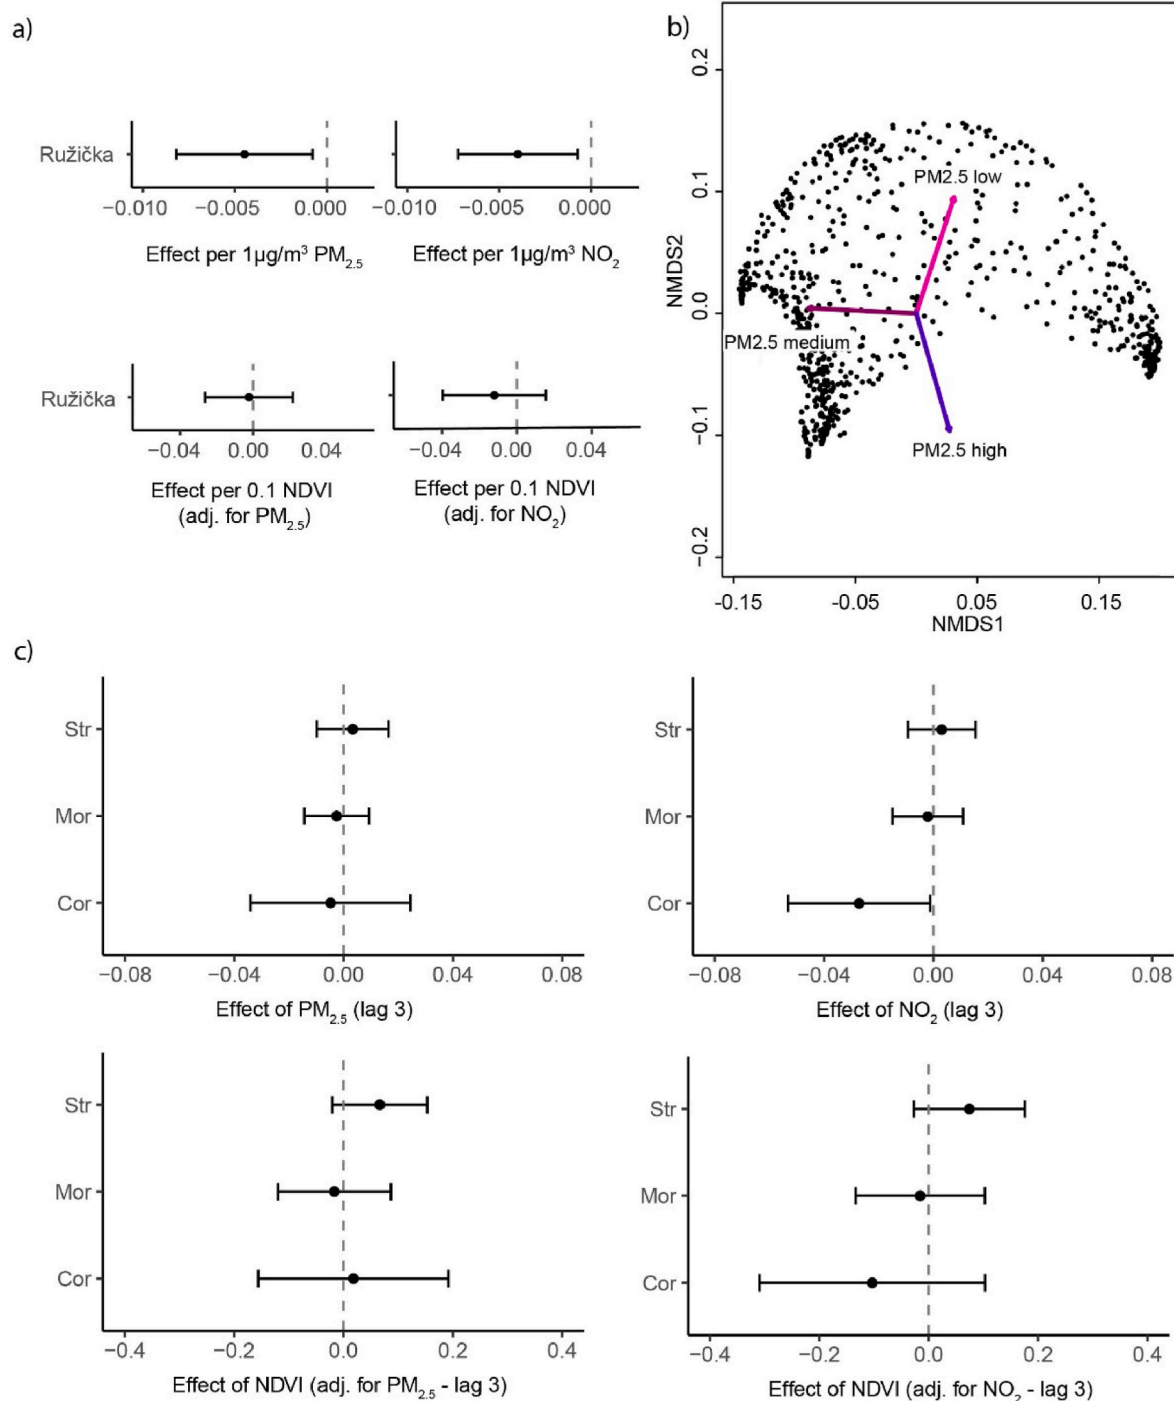 a)
Ružička
−0.010 −0.005 0.000
Effect per 1µg/m³ PM₂.₅
−0.010 −0.005 0.000
Effect per 1µg/m³ NO₂
Ružička
−0.04 0.00 0.04
Effect per 0.1 NDVI
(adj. for PM₂.₅)
−0.04 0.00 0.04
Effect per 0.1 NDVI
(adj. for NO₂)
b)
NMDS2
0.2
0.1
0.0
−0.1
−0.2
PM2.5 low
PM2.5 medium
PM2.5 high
-0.15 -0.05 0.05 0.15
NMDS1
c)
Str
Mor
Cor
−0.08 −0.04 0.00 0.04 0.08
Effect of PM₂.₅ (lag 3)
Str
Mor
Cor
−0.08 −0.04 0.00 0.04 0.08
Effect of NO₂ (lag 3)
Str
Mor
Cor
−0.4 −0.2 0.0 0.2 0.4
Effect of NDVI (adj. for PM₂.₅ - lag 3)
Str
Mor
Cor
−0.4 −0.2 0.0 0.2 0.4
Effect of NDVI (adj. for NO₂ - lag 3)